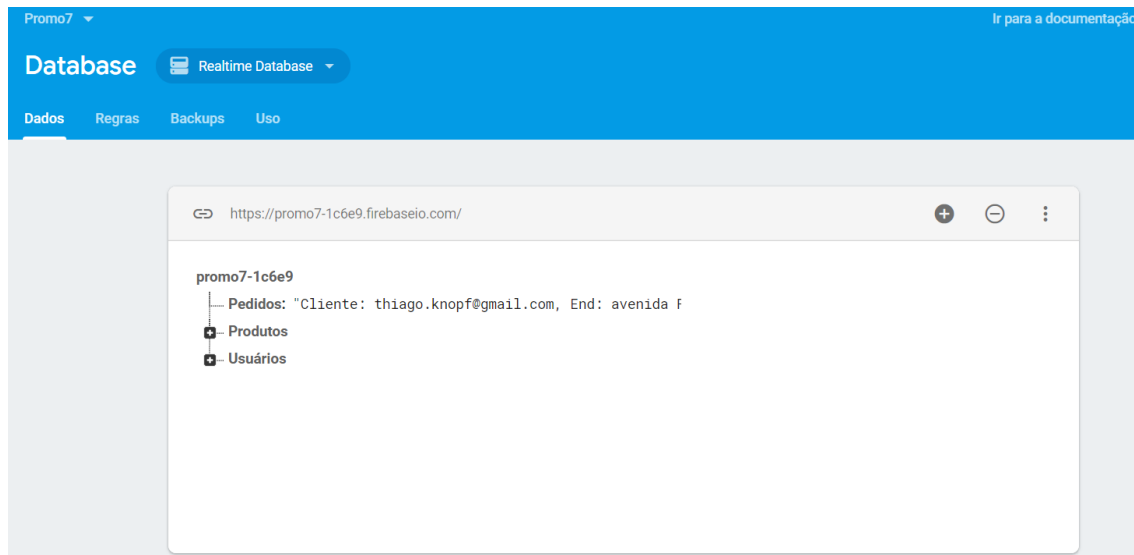 Promo7 Ir para a documentação
Database Realtime Database
Dados Regras Backups Uso
https://promo7-1c6e9.firebaseio.com/
promo7-1c6e9
Pedidos: "Cliente: thiago.knopf@gmail.com, End: avenida
Produtos
Usuários